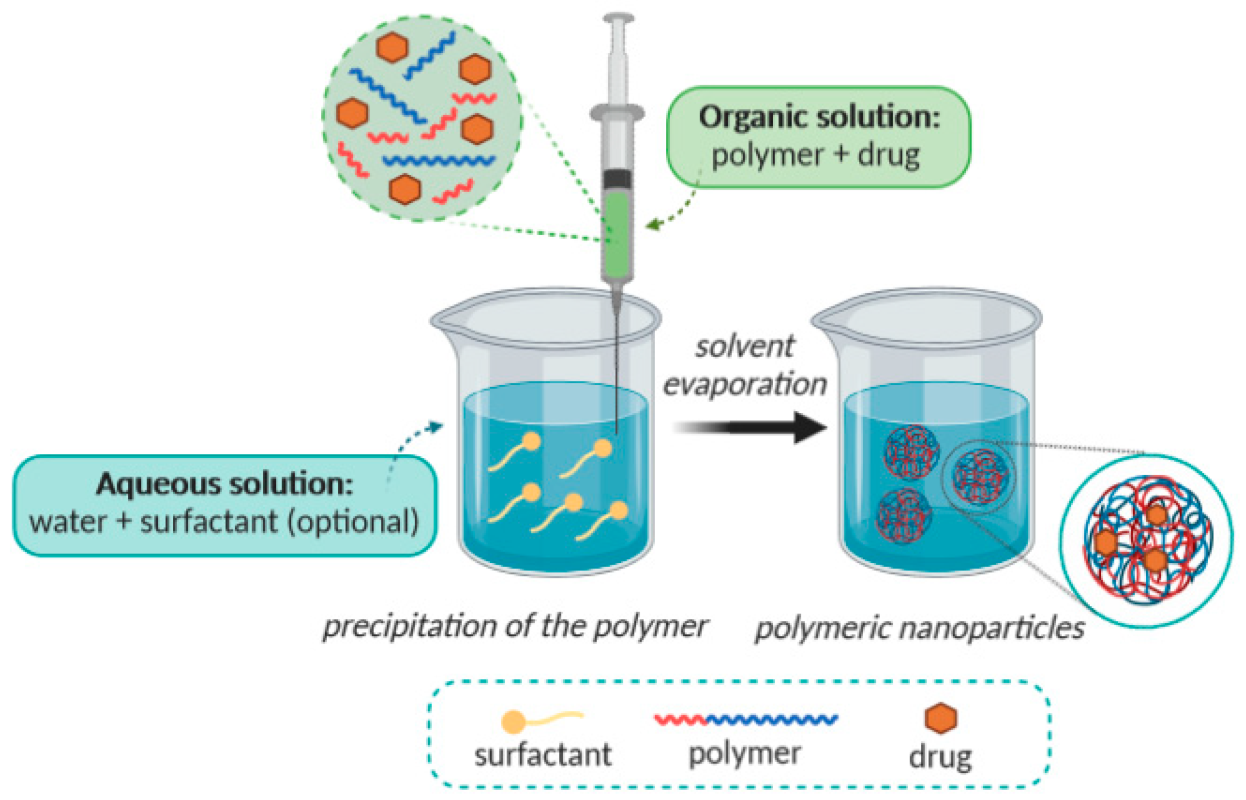 Organic solution:
polymer + drug
solvent
evaporation
Aqueous solution:
water + surfactant (optional)
precipitation of the polymer
polymeric nanoparticles
surfactant
polymer
drug